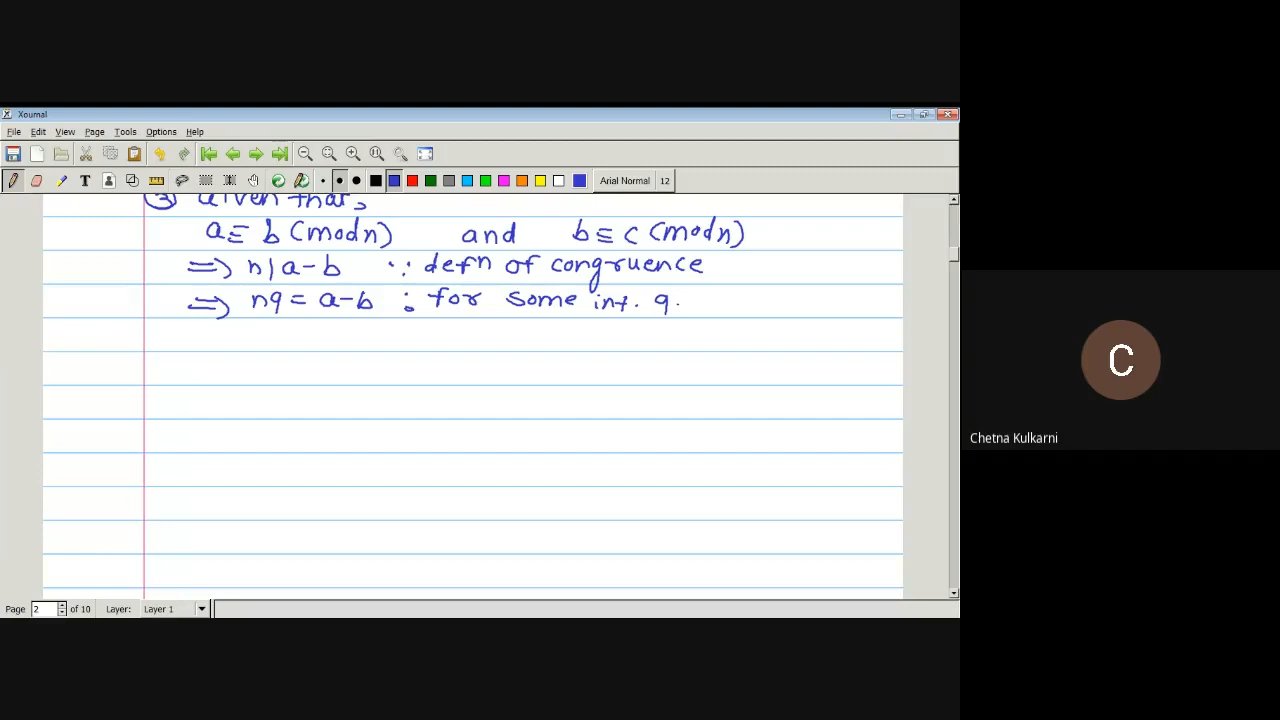 Xournal
File Edit View Page Tools Options Help
Arial Normal 12
③ Given that,
a ≡ b (mod n) and b ≡ c (mod n)
⇒ n | a - b ∵ defn of congruence
⇒ nq = a - b ; for some int. q.
C
Chetna Kulkarni
Page 2 of 10 Layer: Layer 1